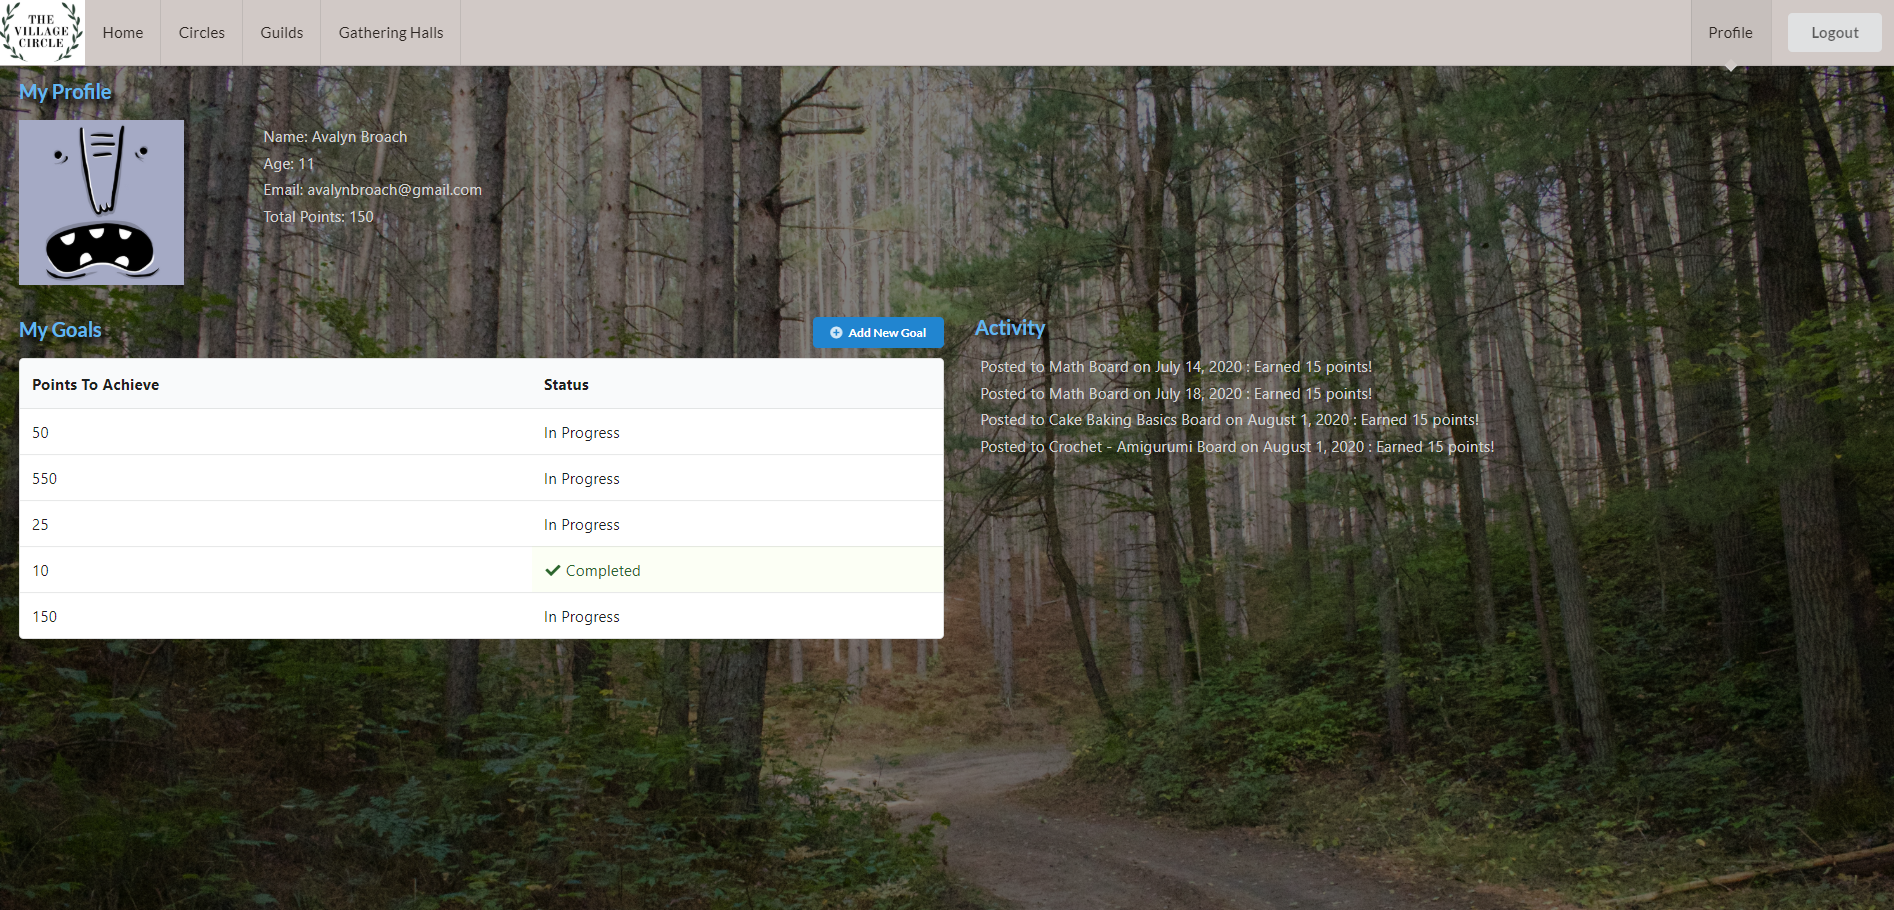 THE
VILLAGE
CIRCLE
Home
Circles
Guilds
Gathering Halls
Profile
Logout
My Profile
Name: Avalyn Broach
Age: 11
Email: avalynbroach@gmail.com
Total Points: 150
My Goals
Add New Goal
Points To Achieve Status
50 In Progress
550 In Progress
25 In Progress
10 Completed
150 In Progress
Activity
Posted to Math Board on July 14, 2020 : Earned 15 points!
Posted to Math Board on July 18, 2020 : Earned 15 points!
Posted to Cake Baking Basics Board on August 1, 2020 : Earned 15 points!
Posted to Crochet - Amigurumi Board on August 1, 2020 : Earned 15 points!